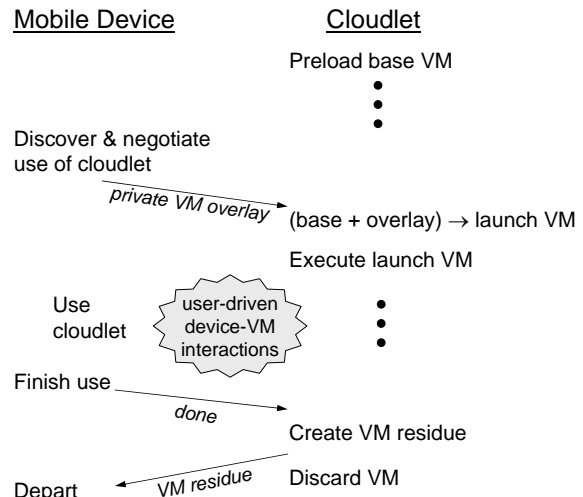 Mobile Device
Cloudlet
Preload base VM
Discover & negotiate
use of cloudlet
private VM overlay
(base + overlay) → launch VM
Execute launch VM
Use
cloudlet
user-driven
device-VM
interactions
Finish use
done
Create VM residue
VM residue
Discard VM
Depart